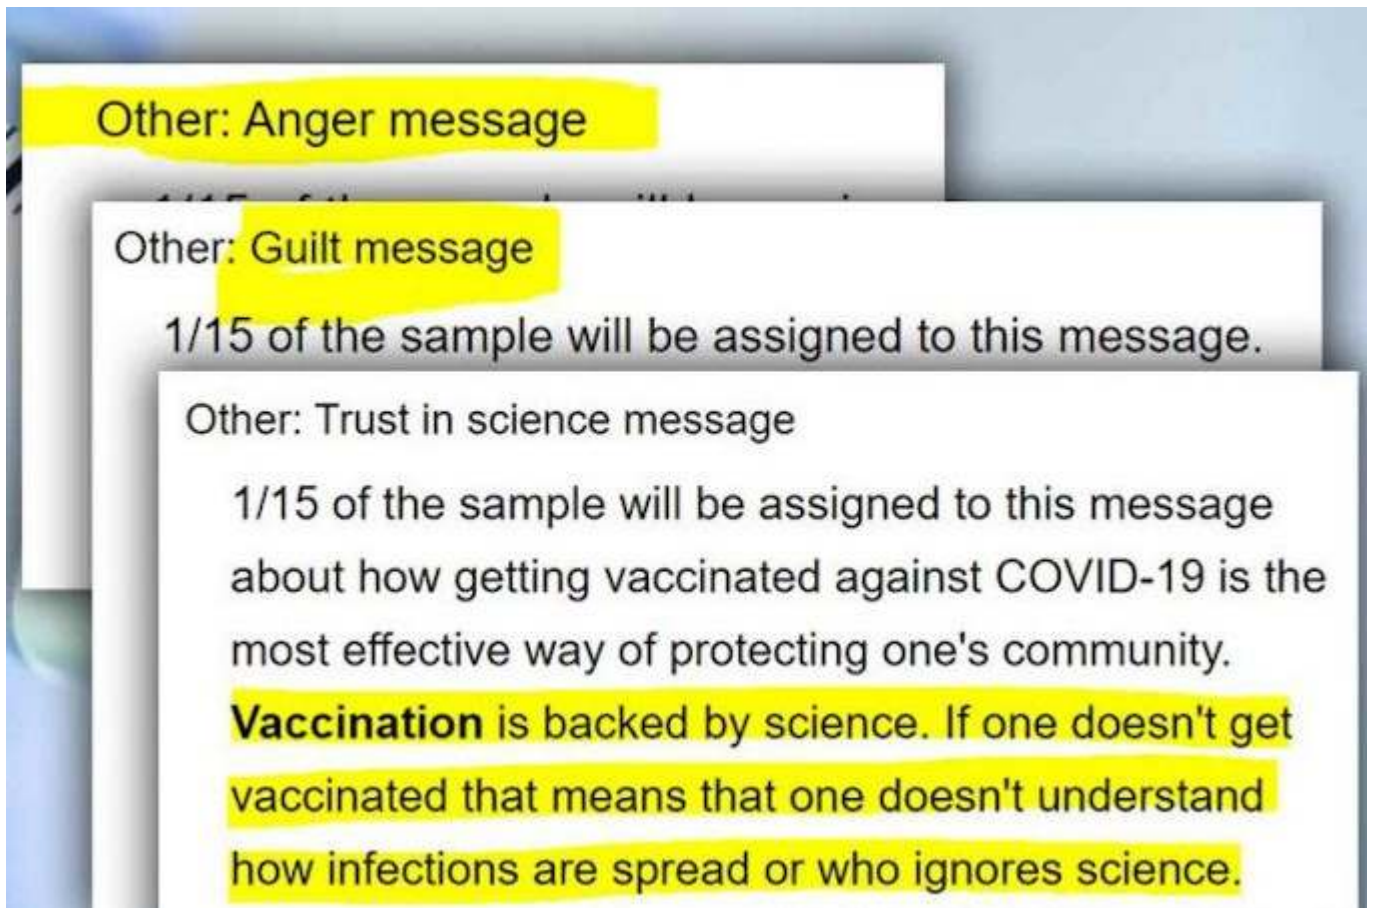 Other: Anger message
Other: Guilt message
1/15 of the sample will be assigned to this message.
Other: Trust in science message
1/15 of the sample will be assigned to this message
about how getting vaccinated against COVID-19 is the
most effective way of protecting one's community.
Vaccination is backed by science. If one doesn't get
vaccinated that means that one doesn't understand
how infections are spread or who ignores science.